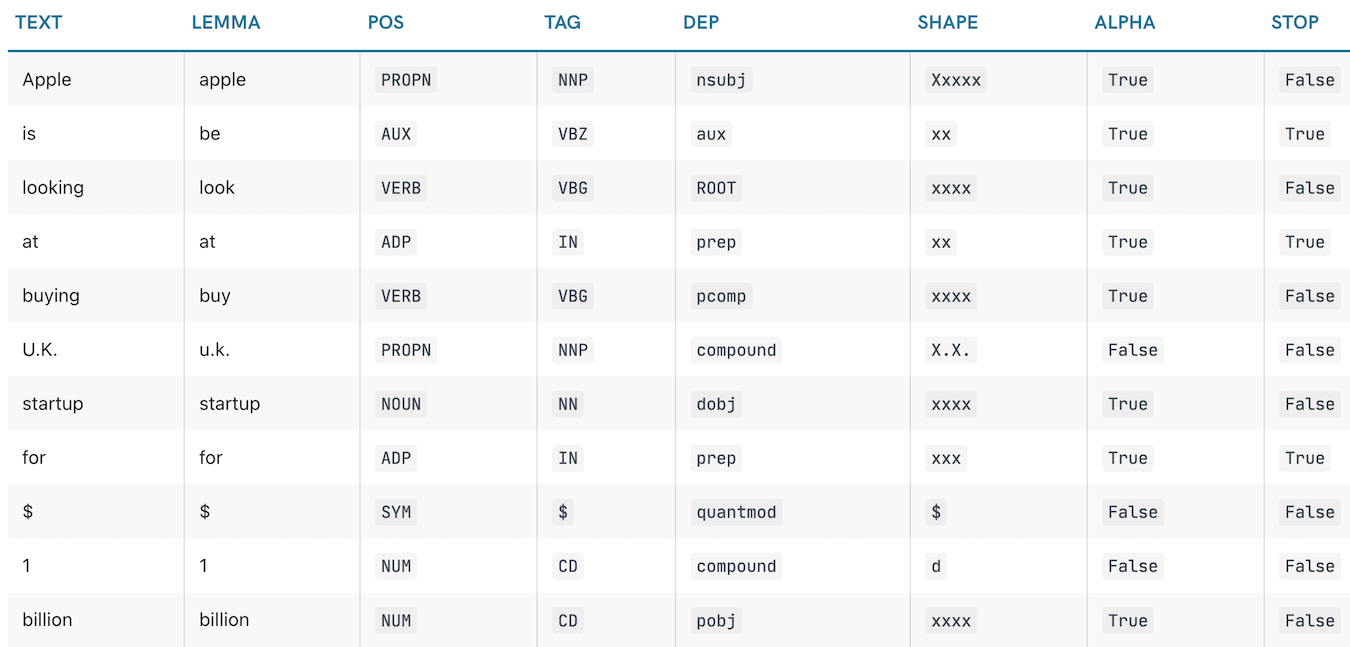 TEXT LEMMA POS TAG DEP SHAPE ALPHA STOP
Apple apple PROPN NNP nsubj Xxxxx True False
is be AUX VBZ aux xx True True
looking look VERB VBG ROOT xxxx True False
at at ADP IN prep xx True True
buying buy VERB VBG pcomp xxxx True False
U.K. u.k. PROPN NNP compound X.X. False False
startup startup NOUN NN dobj xxxx True False
for for ADP IN prep xxx True True
$ $ SYM $ quantmod $ False False
1 1 NUM CD compound d False False
billion billion NUM CD pobj xxxx True False